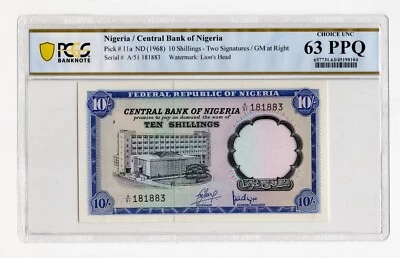 PCGS
BANKNOTE
Nigeria / Central Bank of Nigeria
Pick # 11a ND (1968) 10 Shillings - Two Signatures / GM at Right
Serial # A/51 181883 Watermark: Lion's Head
CHOICE UNC
63 PPQ
FEDERAL REPUBLIC OF NIGERIA
10/-
10/-
CENTRAL BANK OF NIGERIA
promises to pay on demand the sum of
TEN SHILLINGS
A/51 181883
A/51 181883
10/-
10/-